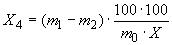 X₄ = (m₁ − m₂) · 100 · 100 / m₀ · X